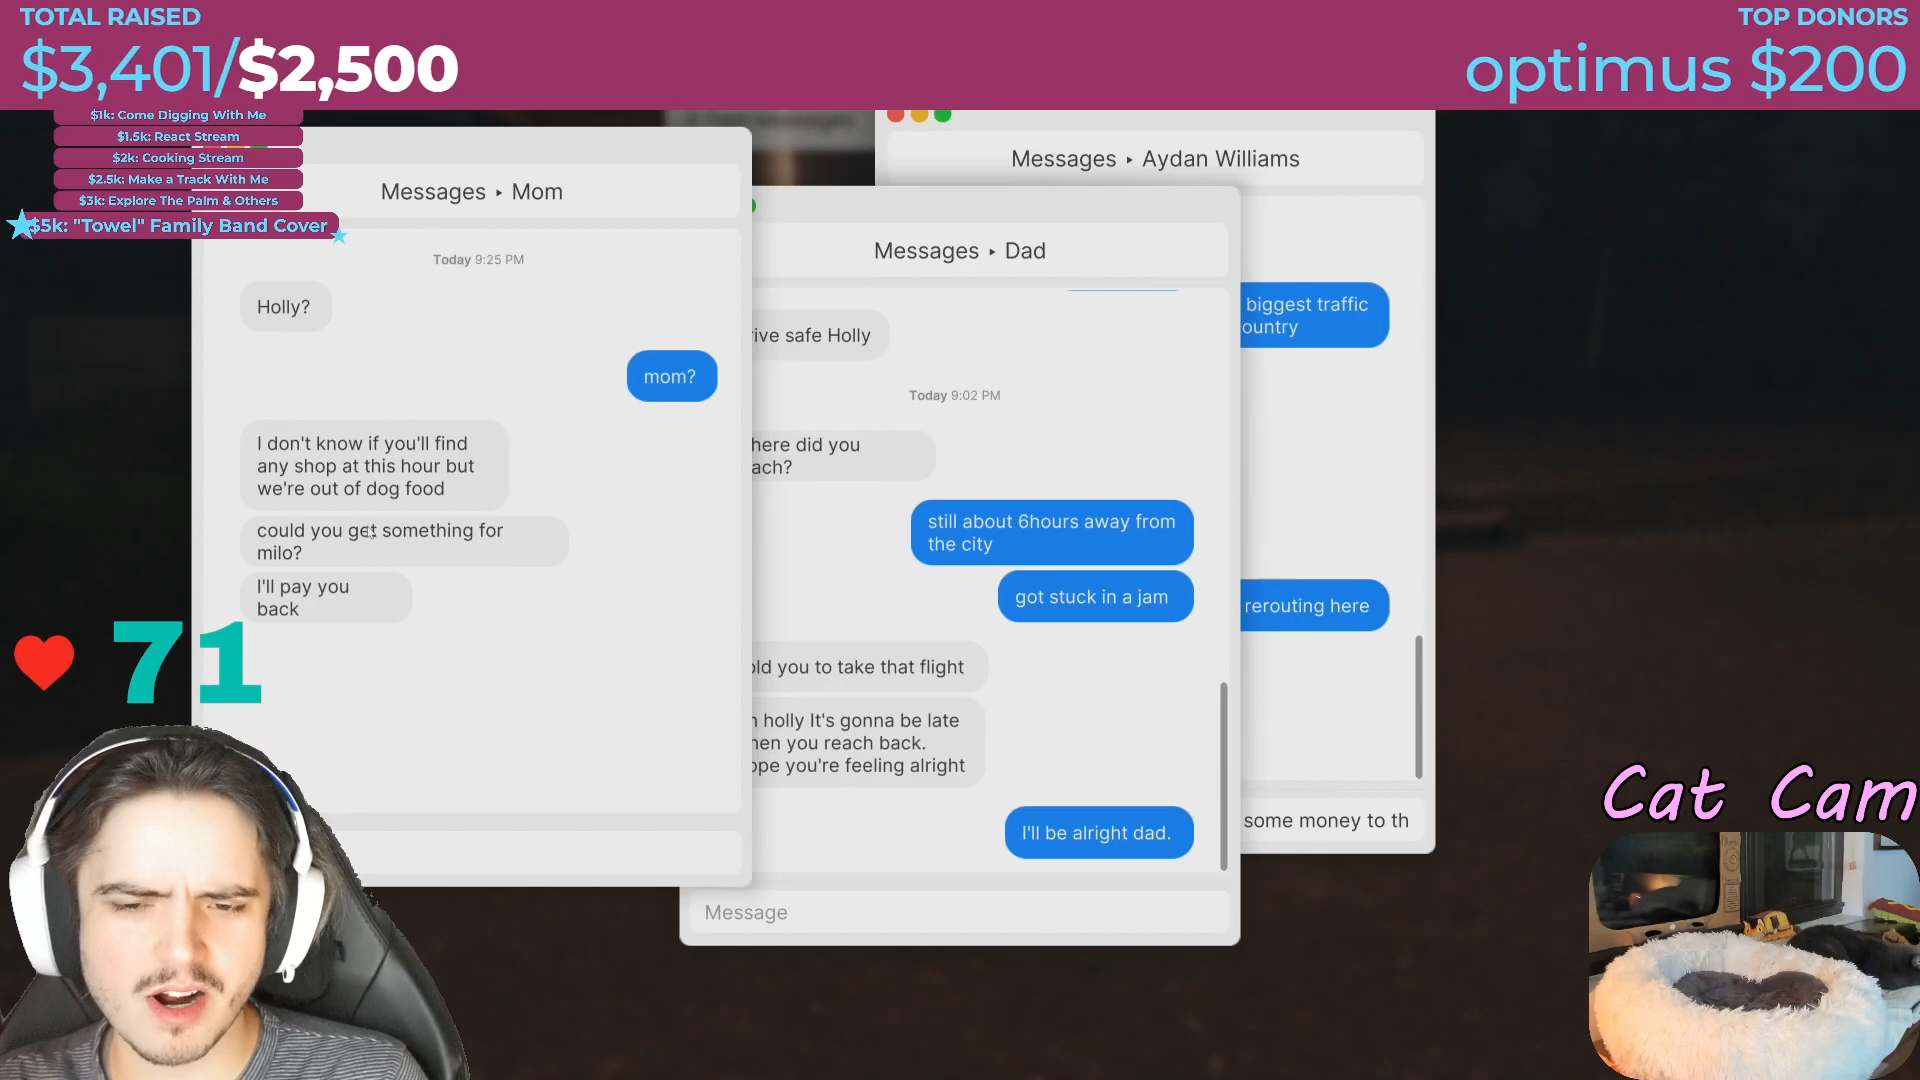 TOTAL RAISED
$3,401/$2,500
TOP DONORS
optimus $200
$1k: Come Digging With Me
$1.5k: React Stream
$2k: Cooking Stream
$2.5k: Make a Track With Me
$3k: Explore The Palm & Others
$5k: "Towel" Family Band Cover
Messages ▸ Mom
Today 9:25 PM
Holly?
mom?
I don't know if you'll find
any shop at this hour but
we're out of dog food
could you get something for
milo?
I'll pay you
back
Messages ▸ Dad
ive safe Holly
Today 9:02 PM
here did you
ach?
still about 6hours away from
the city
got stuck in a jam
old you to take that flight
holly It's gonna be late
hen you reach back.
ope you're feeling alright
I'll be alright dad.
Message
Messages ▸ Aydan Williams
biggest traffic
ountry
rerouting here
some money to th
71
Cat Cam